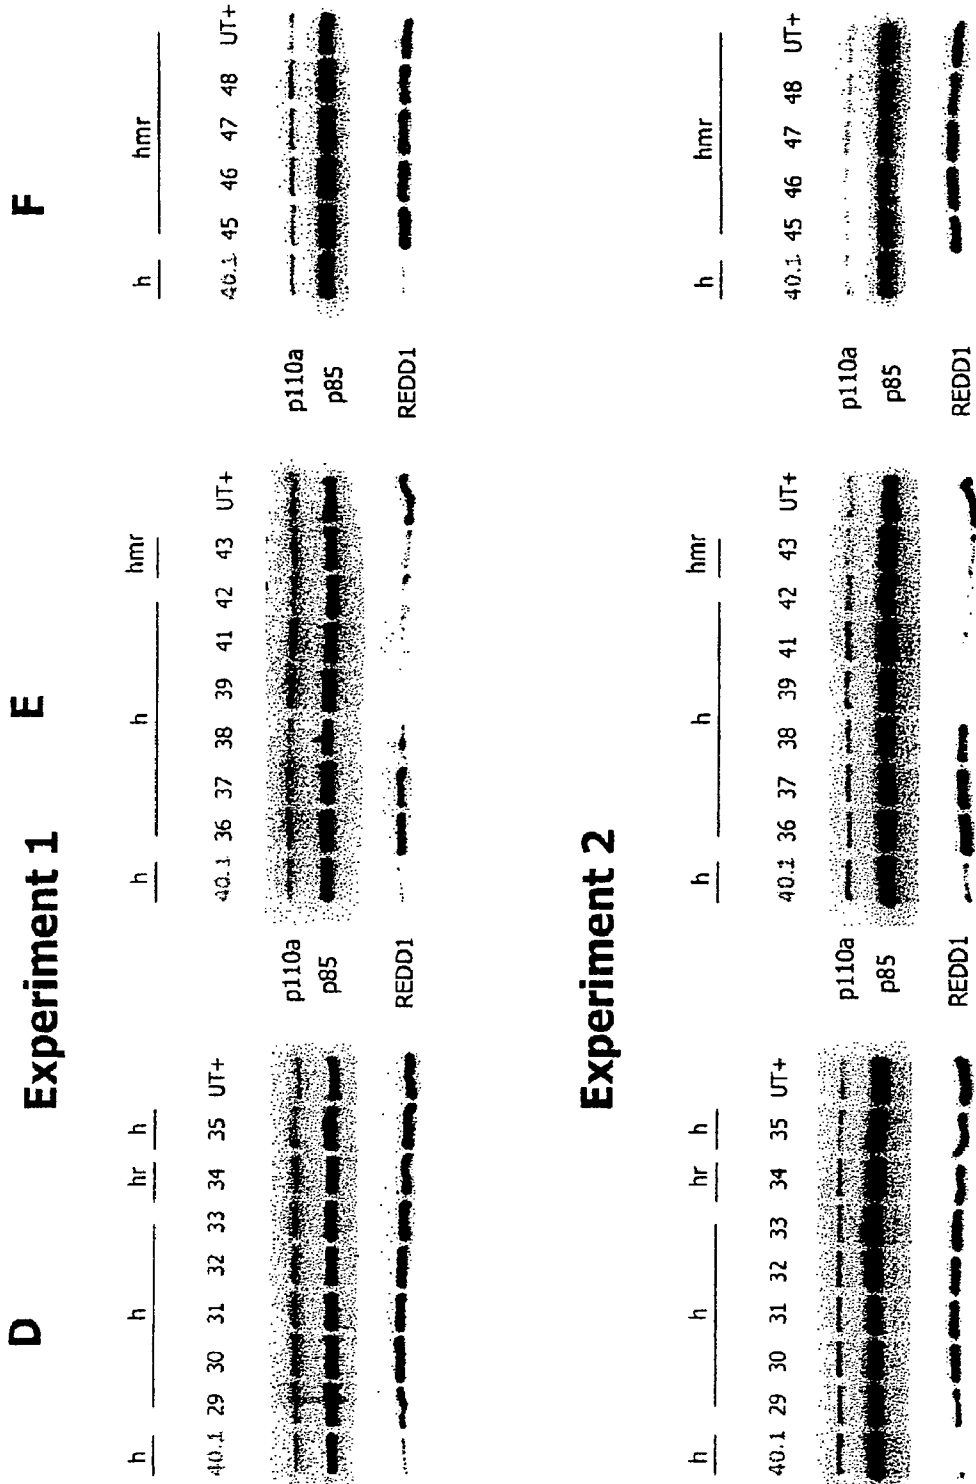 D E F
Experiment 1
h h hr h
40.1 29 30 31 32 33 34 35 UT+
p110a
p85
REDD1
h h hmr
40.1 36 37 38 39 41 42 43 UT+
p110a
p85
REDD1
h hmr
40.1 45 46 47 48 UT+
Experiment 2
h h hr h
40.1 29 30 31 32 33 34 35 UT+
p110a
p85
REDD1
h h hmr
40.1 36 37 38 39 41 42 43 UT+
p110a
p85
REDD1
h hmr
40.1 45 46 47 48 UT+